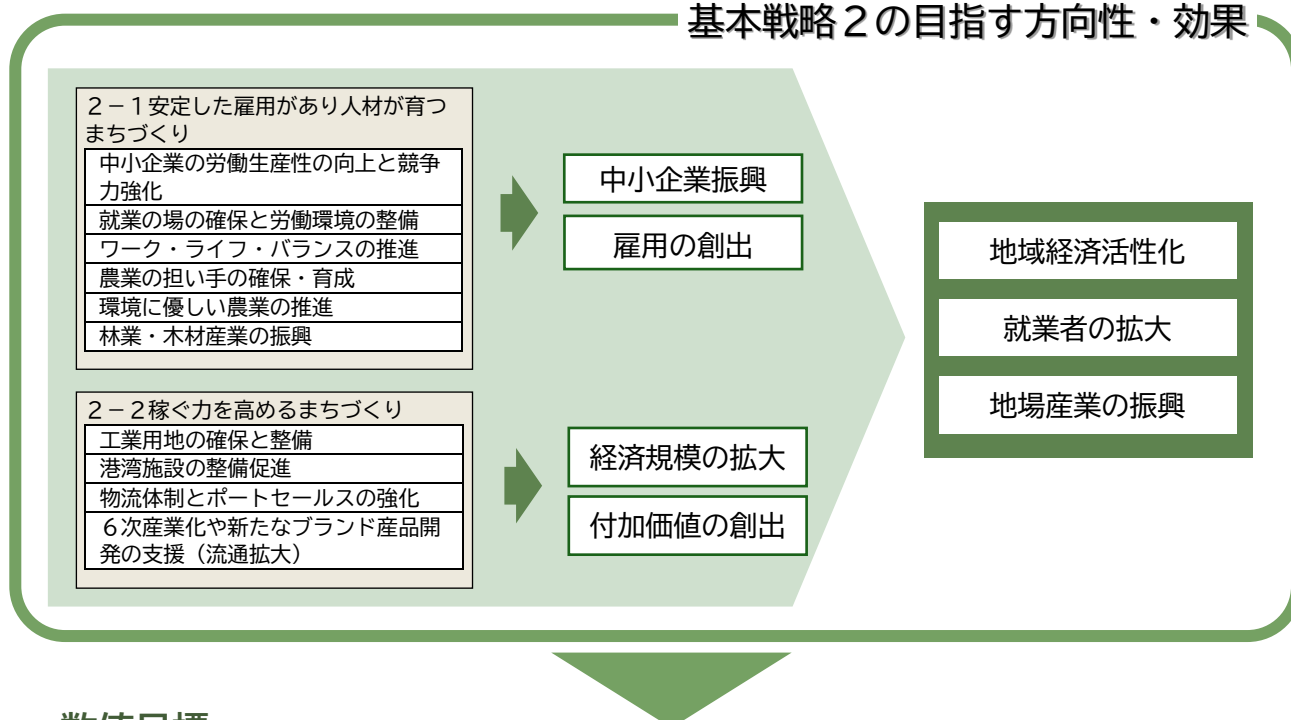 基本戦略２の目指す方向性・効果
２－１安定した雇用があり人材が育つ
まちづくり
中小企業の労働生産性の向上と競争
力強化
就業の場の確保と労働環境の整備
ワーク・ライフ・バランスの推進
農業の担い手の確保・育成
環境に優しい農業の推進
林業・木材産業の振興
中小企業振興
雇用の創出
２－２稼ぐ力を高めるまちづくり
工業用地の確保と整備
港湾施設の整備促進
物流体制とポートセールスの強化
６次産業化や新たなブランド産品開
発の支援（流通拡大）
経済規模の拡大
付加価値の創出
地域経済活性化
就業者の拡大
地場産業の振興
数値目標